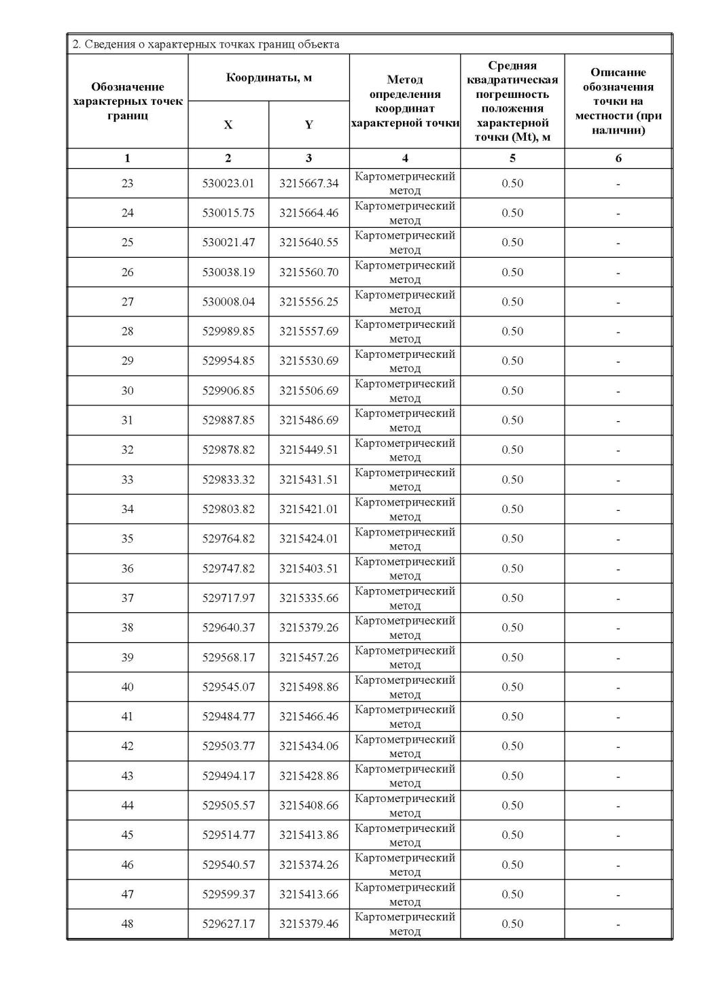 2. Сведения о характерных точках границ объекта
Обозначение
характерных точек
границ
Координаты, м
X
Y
Метод
определения
координат
характерной точки
Средняя
квадратическая
погрешность
положения
характерной
точки (Mt), м
Описание
обозначения
точки на
местности (при
наличии)
1 2 3 4 5 6
23 530023.01 3215667.34 Картометрический
метод 0.50 -
24 530015.75 3215664.46 Картометрический
метод 0.50 -
25 530021.47 3215640.55 Картометрический
метод 0.50 -
26 530038.19 3215560.70 Картометрический
метод 0.50 -
27 530008.04 3215556.25 Картометрический
метод 0.50 -
28 529989.85 3215557.69 Картометрический
метод 0.50 -
29 529954.85 3215530.69 Картометрический
метод 0.50 -
30 529906.85 3215506.69 Картометрический
метод 0.50 -
31 529887.85 3215486.69 Картометрический
метод 0.50 -
32 529878.82 3215449.51 Картометрический
метод 0.50 -
33 529833.32 3215431.51 Картометрический
метод 0.50 -
34 529803.82 3215421.01 Картометрический
метод 0.50 -
35 529764.82 3215424.01 Картометрический
метод 0.50 -
36 529747.82 3215403.51 Картометрический
метод 0.50 -
37 529717.97 3215335.66 Картометрический
метод 0.50 -
38 529640.37 3215379.26 Картометрический
метод 0.50 -
39 529568.17 3215457.26 Картометрический
метод 0.50 -
40 529545.07 3215498.86 Картометрический
метод 0.50 -
41 529484.77 3215466.46 Картометрический
метод 0.50 -
42 529503.77 3215434.06 Картометрический
метод 0.50 -
43 529494.17 3215428.86 Картометрический
метод 0.50 -
44 529505.57 3215408.66 Картометрический
метод 0.50 -
45 529514.77 3215413.86 Картометрический
метод 0.50 -
46 529540.57 3215374.26 Картометрический
метод 0.50 -
47 529599.37 3215413.66 Картометрический
метод 0.50 -
48 529627.17 3215379.46 Картометрический
метод 0.50 -